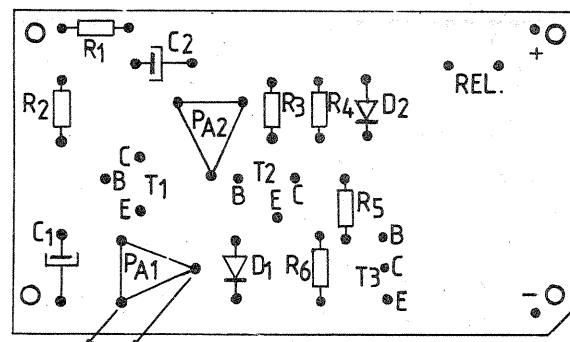 R1
C2
+
REL.
R2
PA2
R3
R4
D2
C
B
T1
E
B
T2
C
E
R5
C1
PA1
D1
R6
B
C
T3
E
-